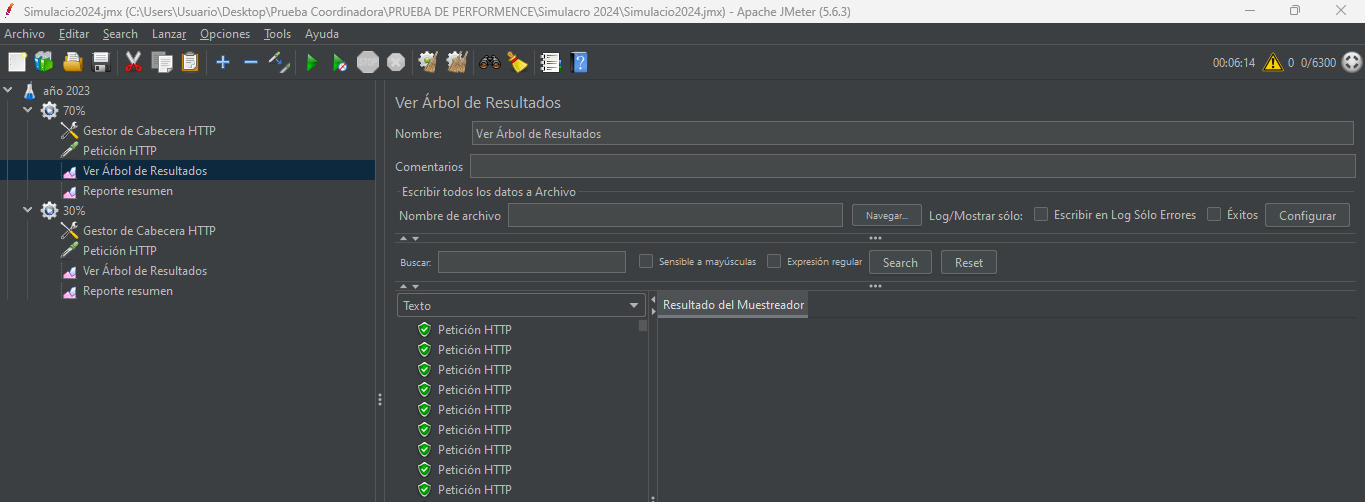 Simulacio2024.jmx (C:\Users\Usuario\Desktop\Prueba Coordinadora\PRUEBA DE PERFORMENCE\Simulacro 2024\Simulacio2024.jmx) - Apache JMeter (5.6.3)
Archivo Editar Search Lanzar Opciones Tools Ayuda
STOP 00:06:14 0 0/6300
año 2023
70%
Gestor de Cabecera HTTP
Petición HTTP
Ver Árbol de Resultados
Reporte resumen
30%
Gestor de Cabecera HTTP
Petición HTTP
Ver Árbol de Resultados
Reporte resumen
Ver Árbol de Resultados
Nombre: Ver Árbol de Resultados
Comentarios
Escribir todos los datos a Archivo
Nombre de archivo Navegar... Log/Mostrar sólo: Escribir en Log Sólo Errores Éxitos Configurar
Buscar: Sensible a mayúsculas Expresión regular Search Reset
Texto Resultado del Muestreador
Petición HTTP
Petición HTTP
Petición HTTP
Petición HTTP
Petición HTTP
Petición HTTP
Petición HTTP
Petición HTTP
Petición HTTP